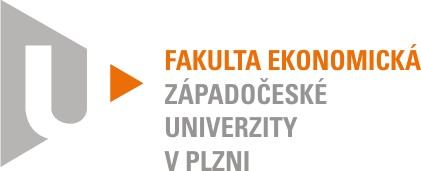 FAKULTA EKONOMICKÁ
ZÁPADOČESKÉ
UNIVERZITY
V PLZNI